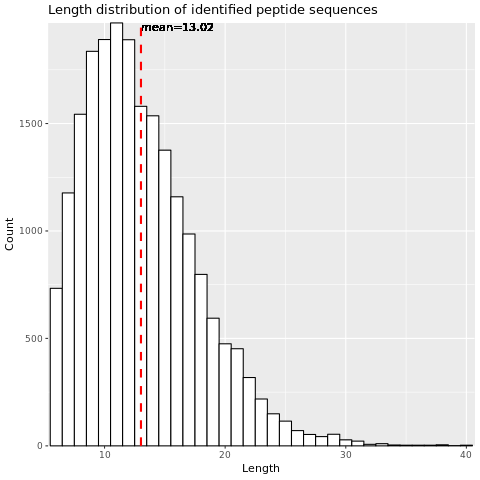 Length distribution of identified peptide sequences
mean=13.02
1500
1000
500
0
Count
10
20
30
40
Length